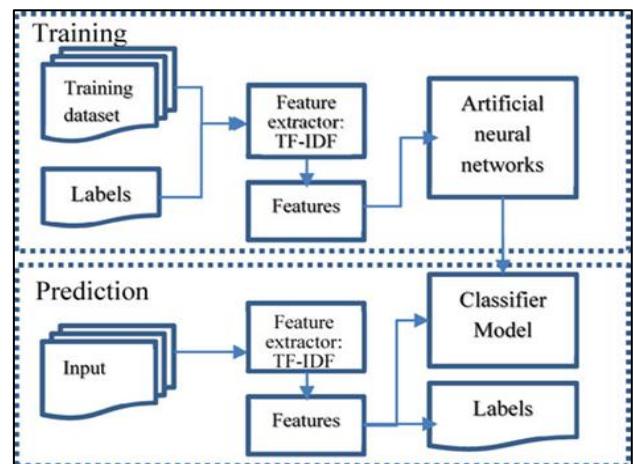 Training
Training
dataset
Labels
Feature
extractor:
TF-IDF
Features
Artificial
neural
networks
Prediction
Input
Feature
extractor:
TF-IDF
Features
Classifier
Model
Labels